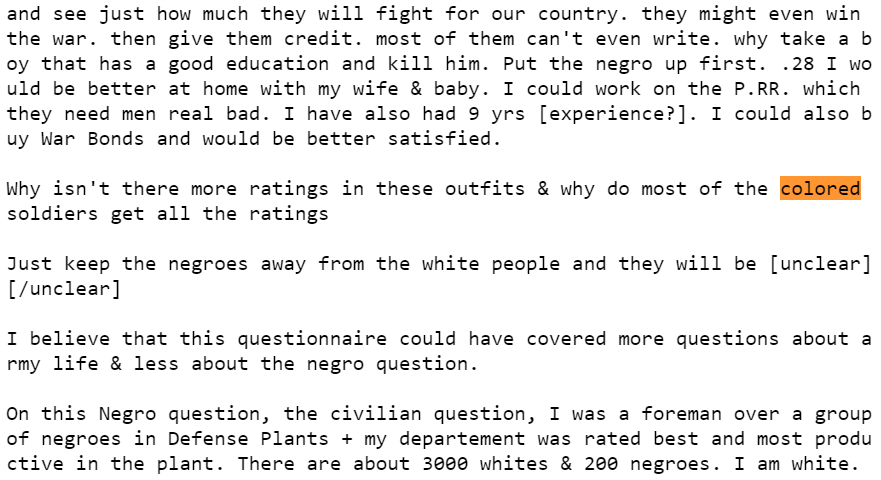 and see just how much they will fight for our country. they might even win
the war. then give them credit. most of them can't even write. why take a b
oy that has a good education and kill him. Put the negro up first. .28 I wo
uld be better at home with my wife & baby. I could work on the P.RR. which
they need men real bad. I have also had 9 yrs [experience?]. I could also b
uy War Bonds and would be better satisfied.

Why isn't there more ratings in these outfits & why do most of the colored
soldiers get all the ratings

Just keep the negroes away from the white people and they will be [unclear]
[/unclear]

I believe that this questionnaire could have covered more questions about a
rmy life & less about the negro question.

On this Negro question, the civilian question, I was a foreman over a group
of negroes in Defense Plants + my departement was rated best and most produ
ctive in the plant. There are about 3000 whites & 200 negroes. I am white.